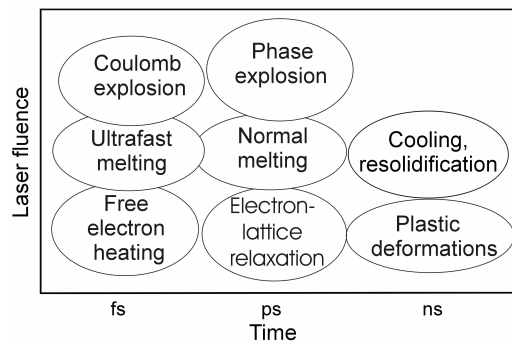 Laser fluence
Coulomb
explosion
Phase
explosion
Ultrafast
melting
Normal
melting
Cooling,
resolidification
Free
electron
heating
Electron-
lattice
relaxation
Plastic
deformations
fs
ps
ns
Time